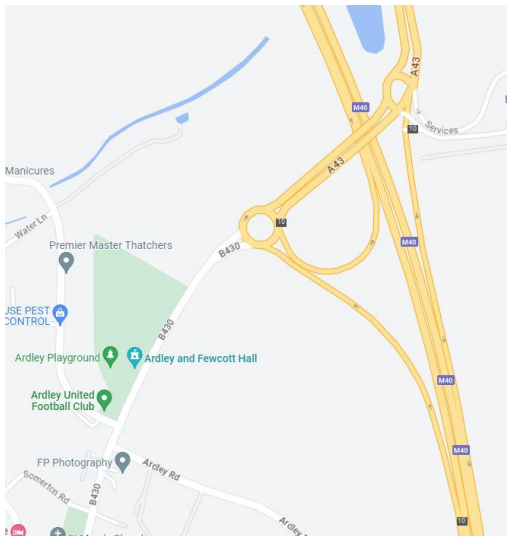 A43
M40
10
Services
Manicures
A43
Water Ln
10
B430
M40
Premier Master Thatchers
USE PEST
CONTROL
B430
Ardley Playground
Ardley and Fewcott Hall
M40
Ardley United
Football Club
M40
FP Photography
Ardley Rd
Somerton Rd
B430
10
Ardley